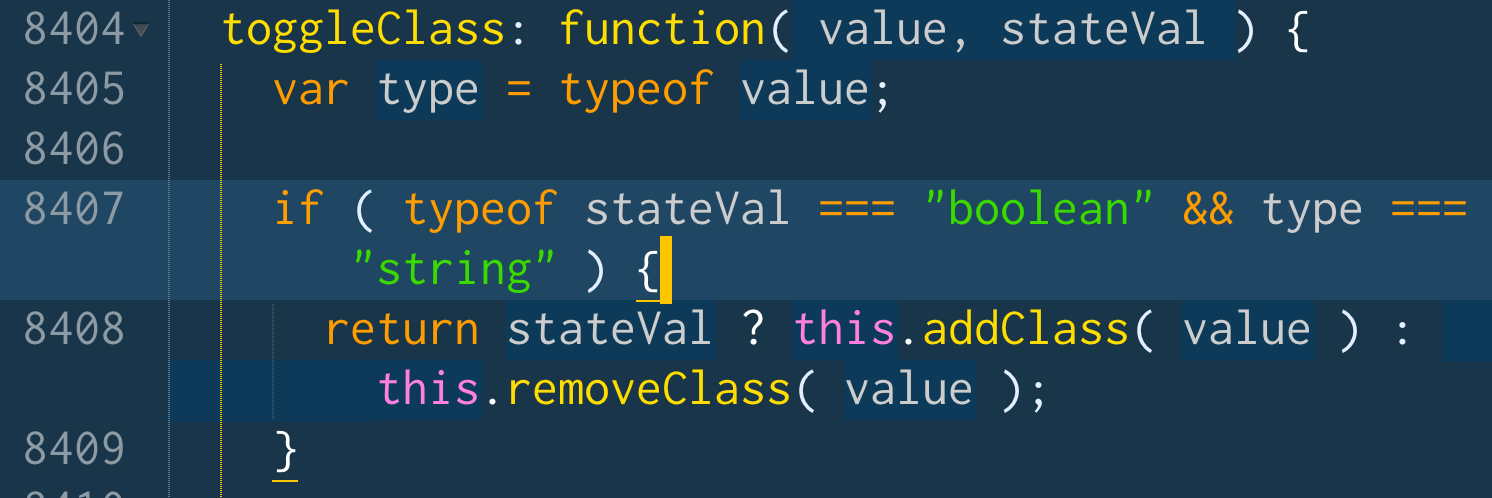 8404 toggleClass: function( value, stateVal ) {
8405 var type = typeof value;
8406
8407 if ( typeof stateVal === "boolean" && type ===
"string" ) {
8408 return stateVal ? this.addClass( value ) :
this.removeClass( value );
8409 }
8410